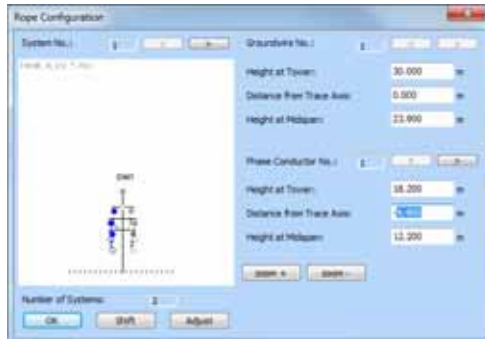 Rope Configuration
System No.: 1
Groundwire No.: 1
Height at Tower: 30.000 m
Distance from Trace Axis: 0.000 m
Height at Midspan: 23.900 m
Phase Conductor No.: 1
Height at Tower: 18.200 m
Distance from Trace Axis: m
Height at Midspan: 12.200 m
GW1
zoom + zoom -
Number of Systems: 2
OK Shift Adjust